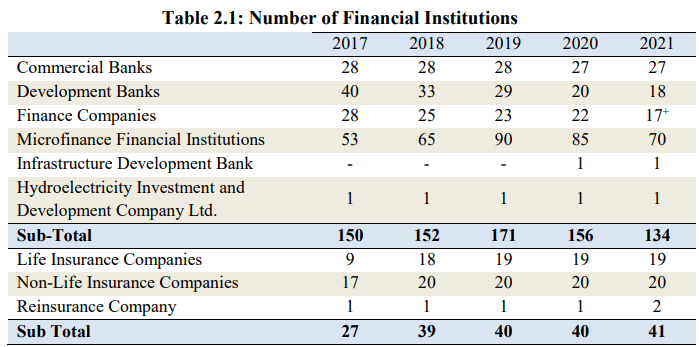 Table 2.1: Number of Financial Institutions
2017 2018 2019 2020 2021
Commercial Banks 28 28 28 27 27
Development Banks 40 33 29 20 18
Finance Companies 28 25 23 22 17+
Microfinance Financial Institutions 53 65 90 85 70
Infrastructure Development Bank - - - 1 1
Hydroelectricity Investment and
Development Company Ltd. 1 1 1 1 1
Sub-Total 150 152 171 156 134
Life Insurance Companies 9 18 19 19 19
Non-Life Insurance Companies 17 20 20 20 20
Reinsurance Company 1 1 1 1 2
Sub Total 27 39 40 40 41